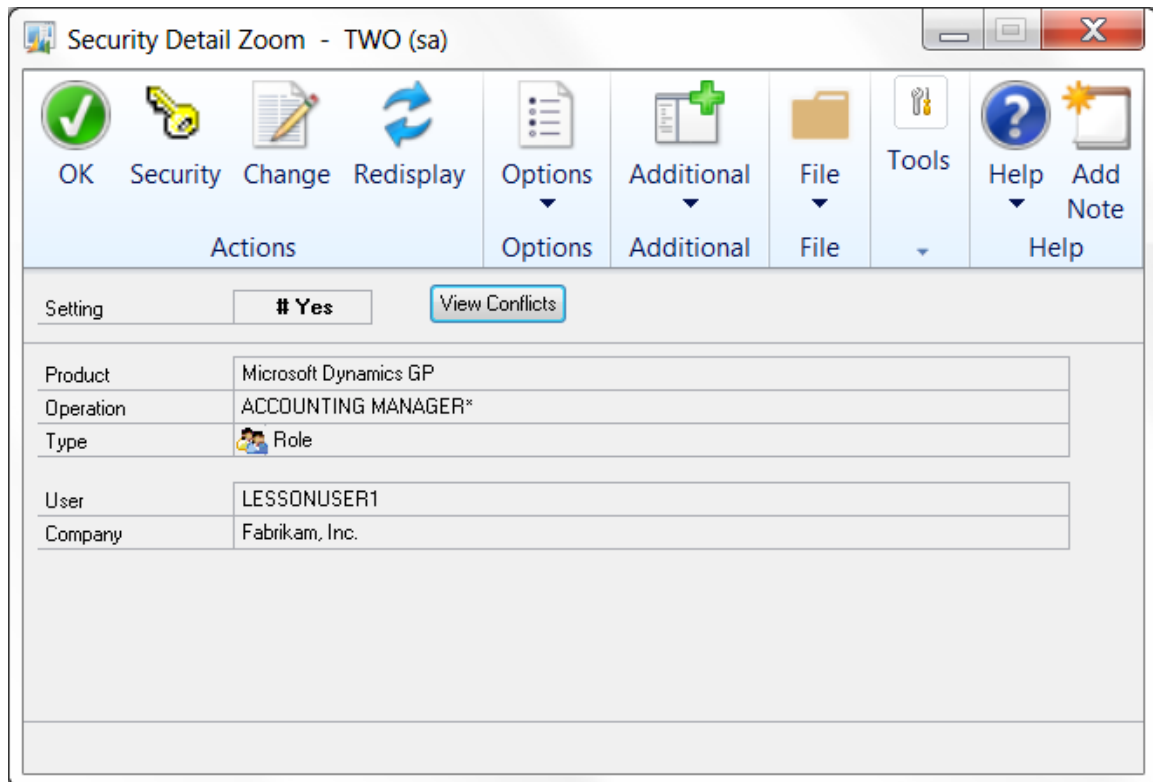 Security Detail Zoom - TWO (sa)
OK Security Change Redisplay Options Additional File Tools Help Add Note
Actions Options Additional File Help
Setting # Yes View Conflicts
Product Microsoft Dynamics GP
Operation ACCOUNTING MANAGER*
Type Role
User LESSONUSER1
Company Fabrikam, Inc.